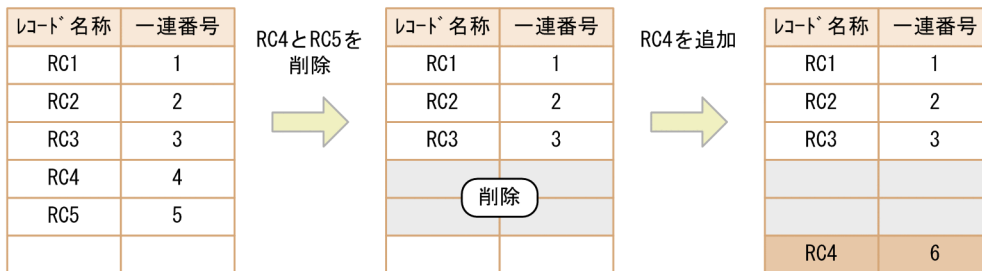 ﾚｺｰﾄﾞ名称 一連番号
RC1 1
RC2 2
RC3 3
RC4 4
RC5 5
RC4とRC5を
削除
ﾚｺｰﾄﾞ名称 一連番号
RC1 1
RC2 2
RC3 3
削除
RC4を追加
ﾚｺｰﾄﾞ名称 一連番号
RC1 1
RC2 2
RC3 3
RC4 6